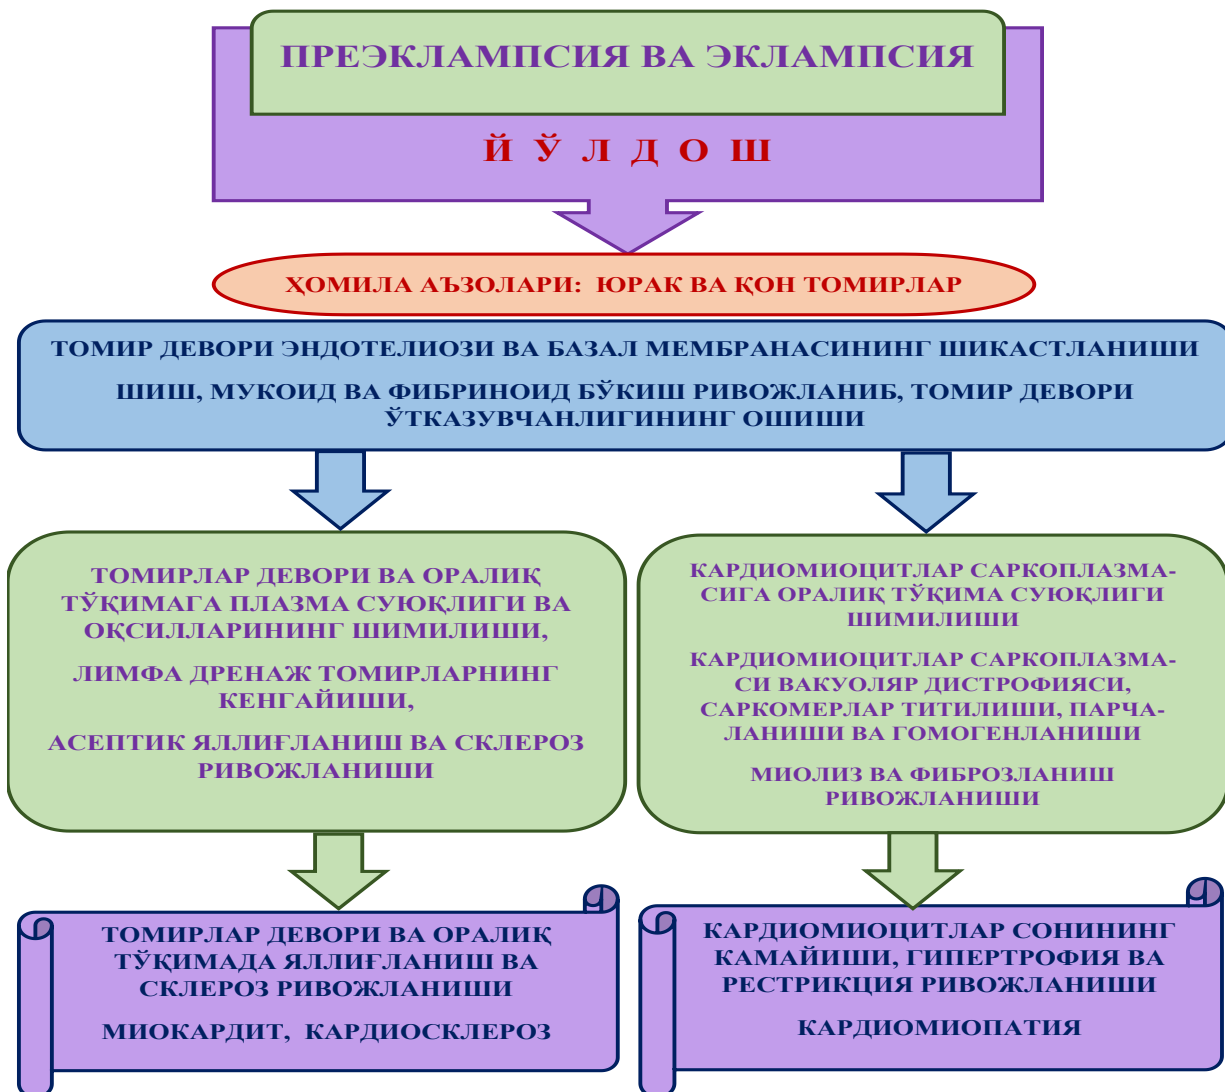 ПРЕЭКЛАМПСИЯ ВА ЭКЛАМПСИЯ
Й Ў Л Д О Ш
ҲОМИЛА АЪЗОЛАРИ: ЮРАК ВА ҚОН ТОМИРЛАР
ТОМИР ДЕВОРИ ЭНДОТЕЛИОЗИ ВА БАЗАЛ МЕМБРАНАСИНИНГ ШИКАСТЛАНИШИ
ШИШ, МУКОИД ВА ФИБРИНОИД БЎКИШ РИВОЖЛАНИБ, ТОМИР ДЕВОРИ
ЎТКАЗУВЧАНЛИГИНИНГ ОШИШИ
ТОМИРЛАР ДЕВОРИ ВА ОРАЛИҚ
ТЎҚИМАГА ПЛАЗМА СУЮҚЛИГИ ВА
ОҚСИЛЛАРИНИНГ ШИМИЛИШИ,
ЛИМФА ДРЕНАЖ ТОМИРЛАРНИНГ
КЕНГАЙИШИ,
АСЕПТИК ЯЛЛИҒЛАНИШ ВА СКЛЕРОЗ
РИВОЖЛАНИШИ
КАРДИОМИОЦИТЛАР САРКОПЛАЗМА-
СИГА ОРАЛИҚ ТЎҚИМА СУЮҚЛИГИ
ШИМИЛИШИ
КАРДИОМИОЦИТЛАР САРКОПЛАЗМА-
СИ ВАКУОЛЯР ДИСТРОФИЯСИ,
САРКОМЕРЛАР ТИТИЛИШИ, ПАРЧА-
ЛАНИШИ ВА ГОМОГЕНЛАНИШИ
МИОЛИЗ ВА ФИБРОЗЛАНИШ
РИВОЖЛАНИШИ
ТОМИРЛАР ДЕВОРИ ВА ОРАЛИҚ
ТЎҚИМАДА ЯЛЛИҒЛАНИШ ВА
СКЛЕРОЗ РИВОЖЛАНИШИ
МИОКАРДИТ, КАРДИОСКЛЕРОЗ
КАРДИОМИОЦИТЛАР СОНИНИНГ
КАМАЙИШИ, ГИПЕРТРОФИЯ ВА
РЕСТРИКЦИЯ РИВОЖЛАНИШИ
КАРДИОМИОПАТИЯ